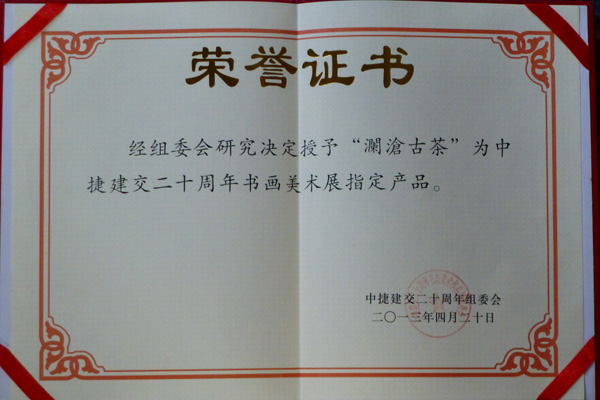 荣誉证书
经组委会研究决定授予“澜沧古茶”为中
捷建交二十周年书画美术展指定产品。
中捷建交二十周年组委会
二〇一三年四月二十日